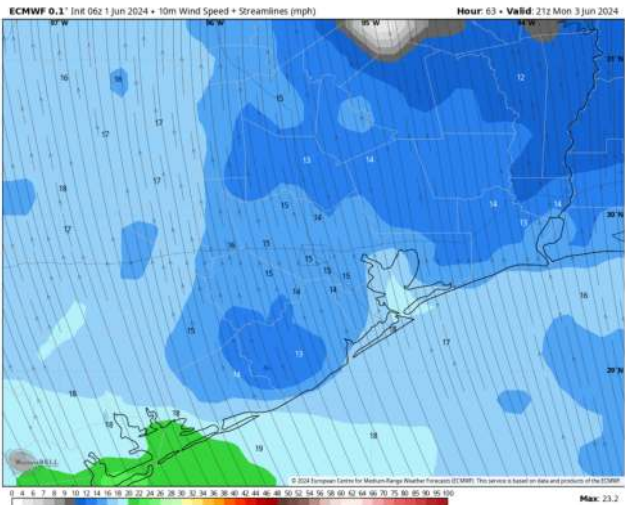 ECMWF 0.1° Init 06z 1 Jun 2024 • 10m Wind Speed + Streamlines (mph) Hour: 63 • Valid: 21z Mon 3 Jun 2024
97°W 96°W 95°W 94°W
31°N
16 16 12
15
17 17
13 14
17
18
14 14
15 14 30°N
17 13
16 15
15
15 15 15
14 14 16
15 17
13
14 29°N
18
18
18 18
19
WeatherBELL
© 2024 European Centre for Medium-Range Weather Forecasts (ECMWF). This service is based on data and products of the ECMWF.
0 4 6 7 8 9 10 12 14 16 18 20 22 24 26 28 30 32 34 36 38 40 42 44 46 48 50 52 54 56 58 60 62 64 66 70 75 80 85 90 95 100
Max: 23.2